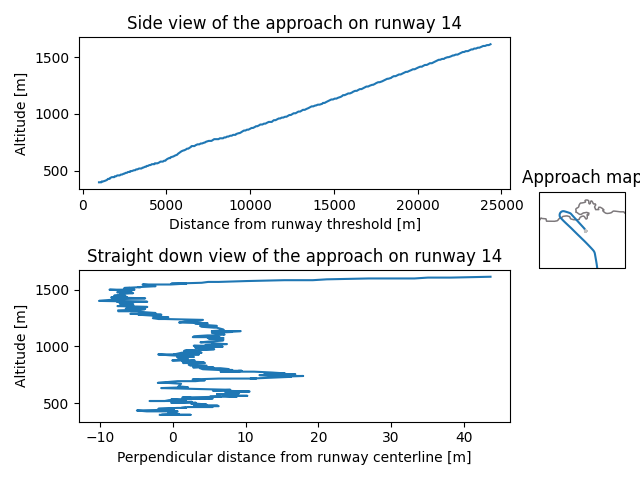 Side view of the approach on runway 14
1500
1000
500
Altitude [m]
0 5000 10000 15000 20000 25000
Distance from runway threshold [m]
Approach map
Straight down view of the approach on runway 14
1500
1000
500
Altitude [m]
−10 0 10 20 30 40
Perpendicular distance from runway centerline [m]